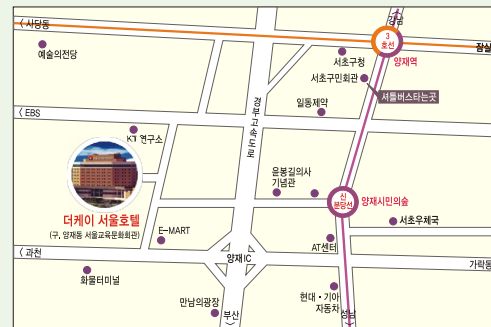 강남
〈 사당동
3
호선
잠실
예술의전당
서초구청
양재역
서초구민회관
셔틀버스타는곳
일동제약
〈 EBS
경부고속도로
KT 연구소
윤봉길의사
기념관
신
분당선
양재시민의숲
더케이 서울호텔
(구, 양재동 서울교육문화회관)
서초우체국
E-MART
AT센터
〈 과천
양재IC
가락동
화물터미널
현대·기아
자동차
만남의광장
부산
성남